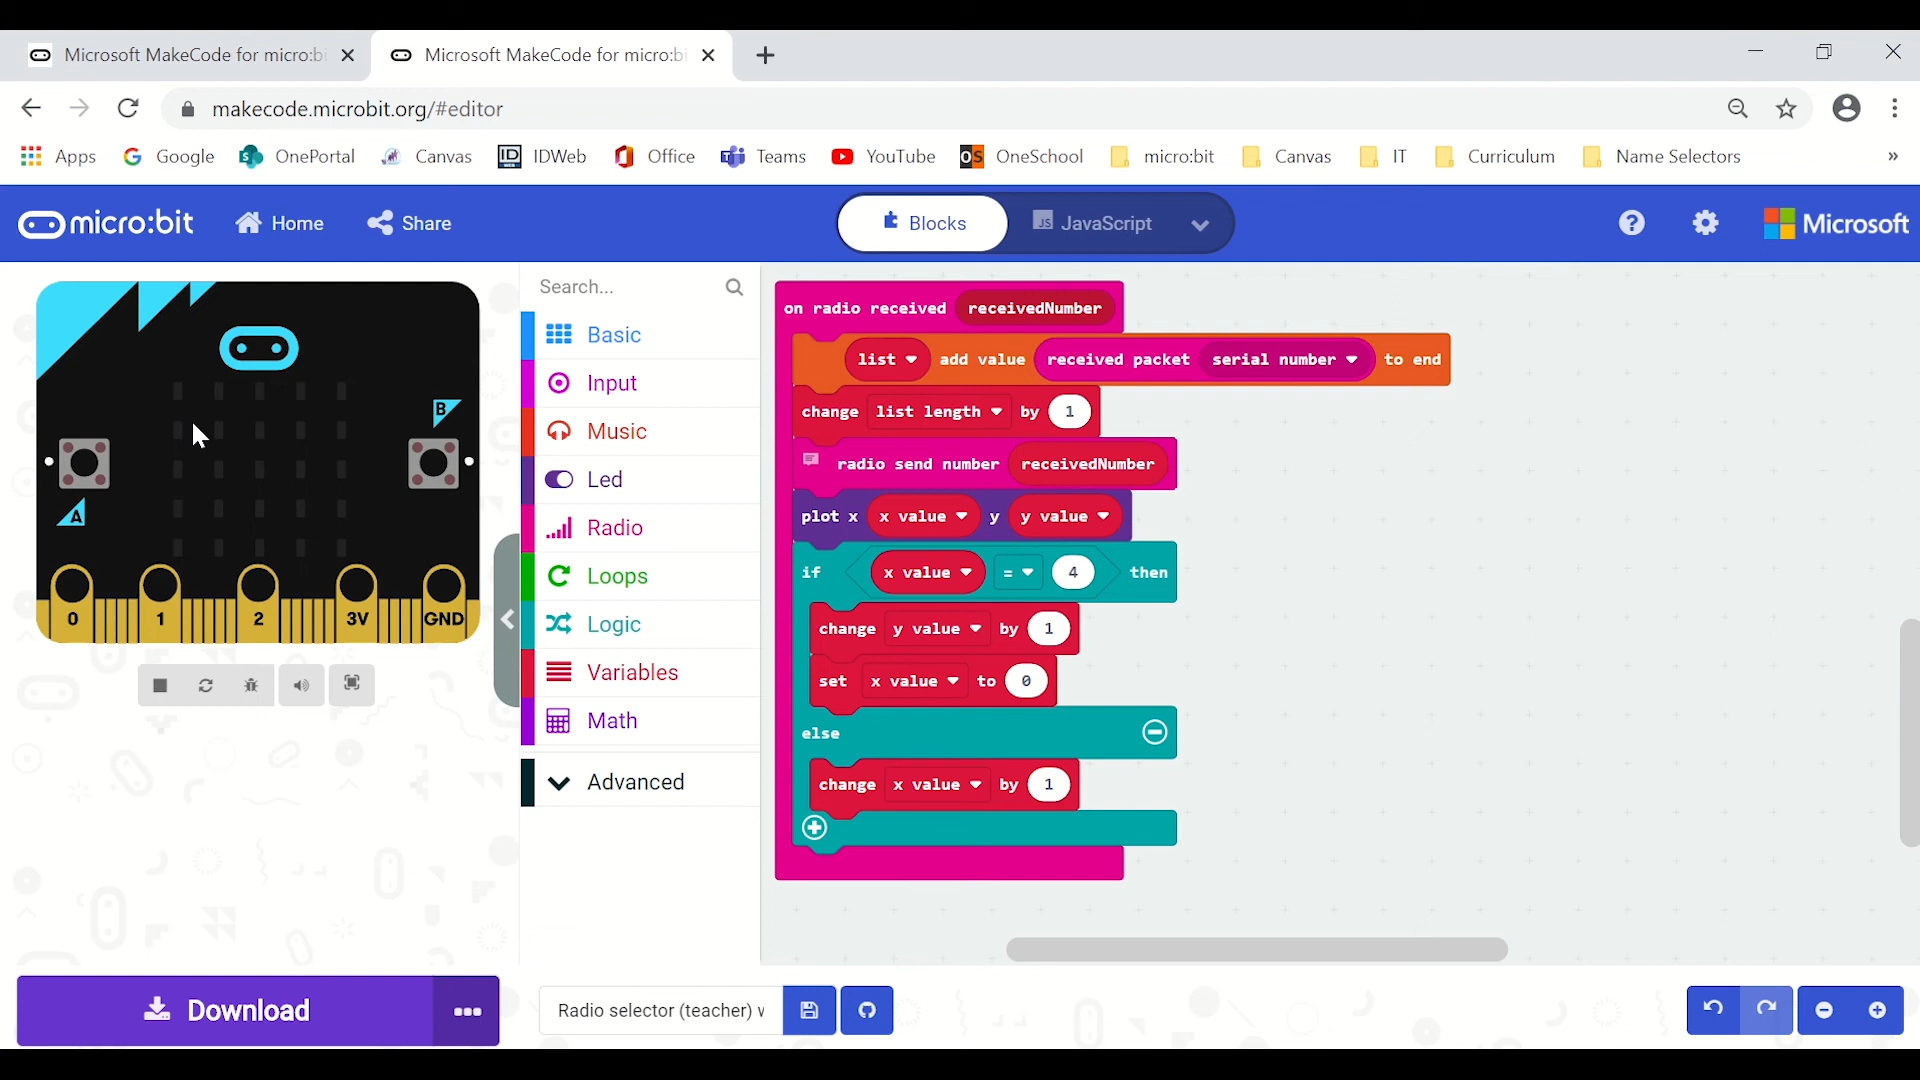 Microsoft MakeCode for micro:bi
Microsoft MakeCode for micro:bi
makecode.microbit.org/#editor
Apps Google OnePortal Canvas ID IDWeb Office Teams YouTube OS OneSchool micro:bit Canvas IT Curriculum Name Selectors »
micro:bit Home Share Blocks JS JavaScript ? Microsoft
Search...
Basic
Input
Music
Led
Radio
Loops
Logic
Variables
Math
Advanced
B
A
0 1 2 3V GND
on radio received receivedNumber
list add value received packet serial number to end
change list length by 1
radio send number receivedNumber
plot x x value y y value
if x value = 4 then
change y value by 1
set x value to 0
else
change x value by 1
Download ••• Radio selector (teacher) v